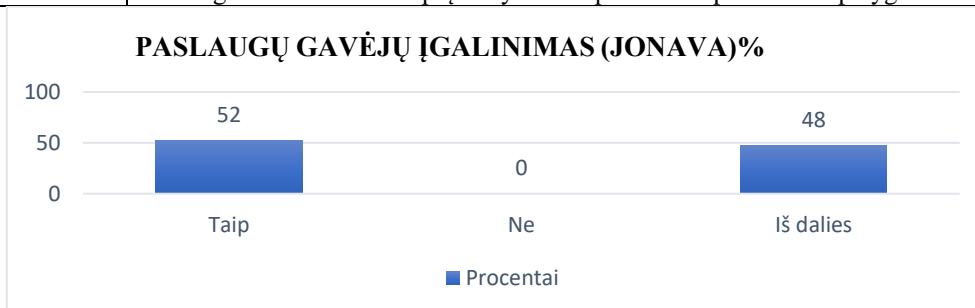 PASLAUGŲ GAVĖJŲ ĮGALINIMAS (JONAVA)%
100
50
0
52
0
48
Taip
Ne
Iš dalies
Procentai